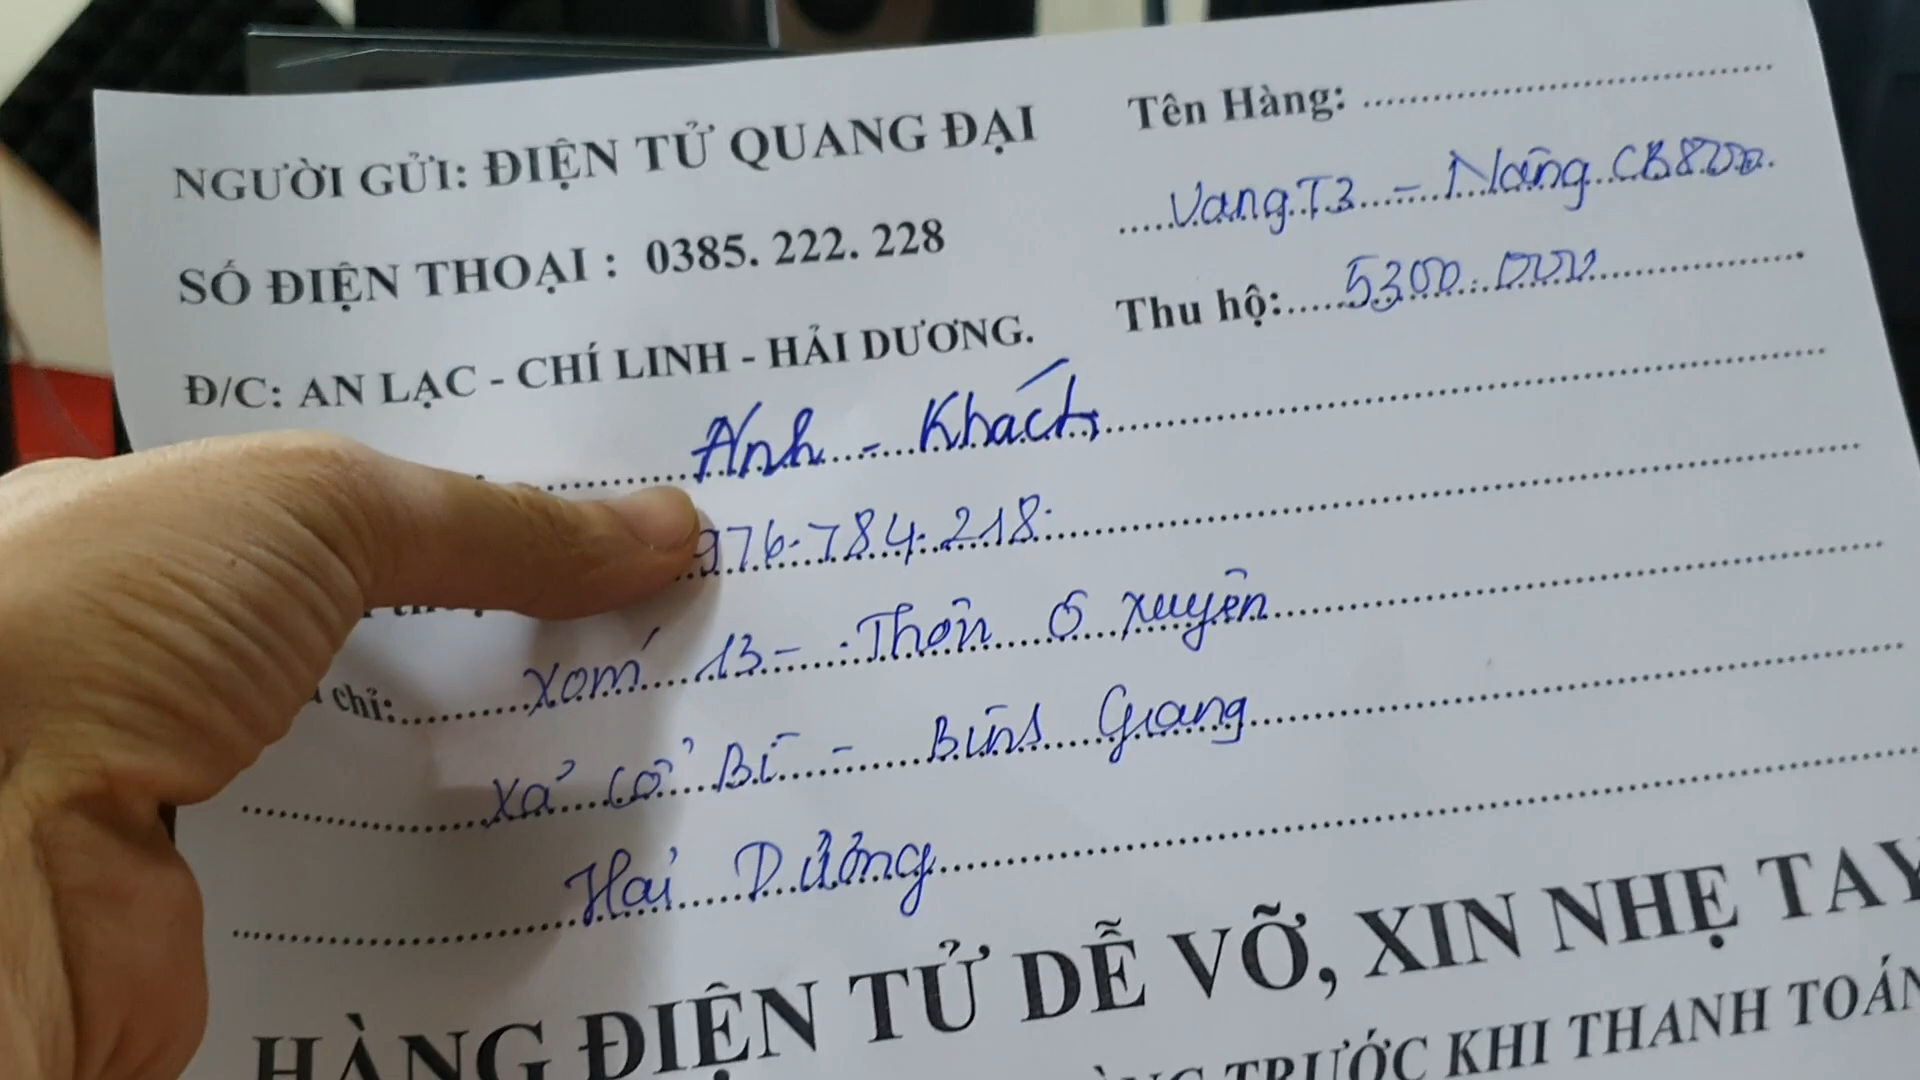 NGƯỜI GỬI: ĐIỆN TỬ QUANG ĐẠI
SỐ ĐIỆN THOẠI : 0385. 222. 228
Đ/C: AN LẠC - CHÍ LINH - HẢI DƯƠNG.
Tên Hàng:
Vang T3 - Nâng CB8200.
Thu hộ: 5300.000
Anh - Khách
976.784.218
chỉ: Xóm 13 - Thôn Ô Xuyên
Xã Cổ Bì - Bình Giang
Hải Dương
HÀNG ĐIỆN TỬ DỄ VỠ, XIN NHẸ TAY
TRƯỚC KHI THANH TOÁN